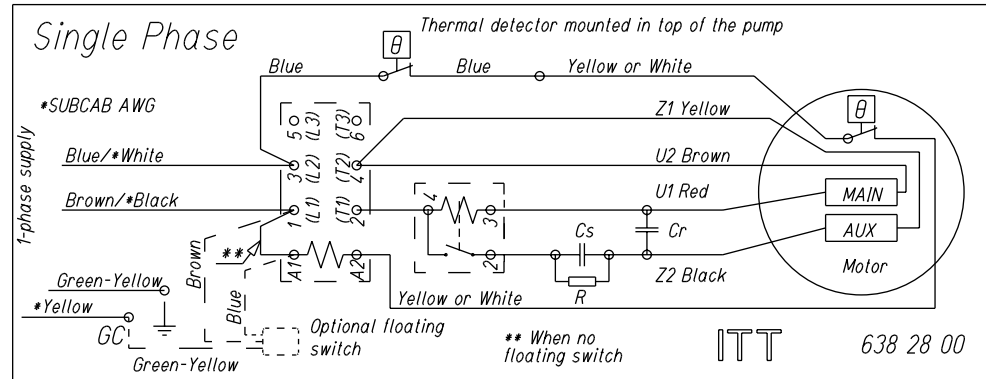 Single Phase
Thermal detector mounted in top of the pump
θ
Blue
Blue
Yellow or White
*SUBCAB AWG
Z1 Yellow
θ
5 (L3)
(T3) 6
1-phase supply
Blue/*White
3 (L2)
(T2) 4
U2 Brown
Brown/*Black
1 (L1)
(T1) 2
4
3
U1 Red
MAIN
**
Brown
Cs
Cr
AUX
A1
A2
2
Z2 Black
Motor
Green-Yellow
Blue
Yellow or White
R
*Yellow
GC
Optional floating
switch
** When no
floating switch
ITT
638 28 00
Green-Yellow